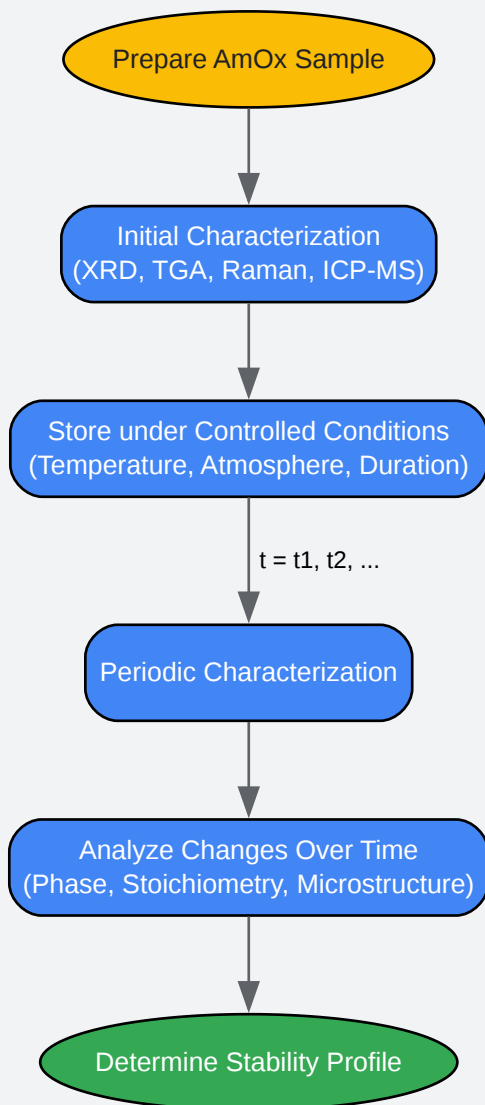 Prepare AmOx Sample
Initial Characterization
(XRD, TGA, Raman, ICP-MS)
Store under Controlled Conditions
(Temperature, Atmosphere, Duration)
t = t1, t2, ...
Periodic Characterization
Analyze Changes Over Time
(Phase, Stoichiometry, Microstructure)
Determine Stability Profile